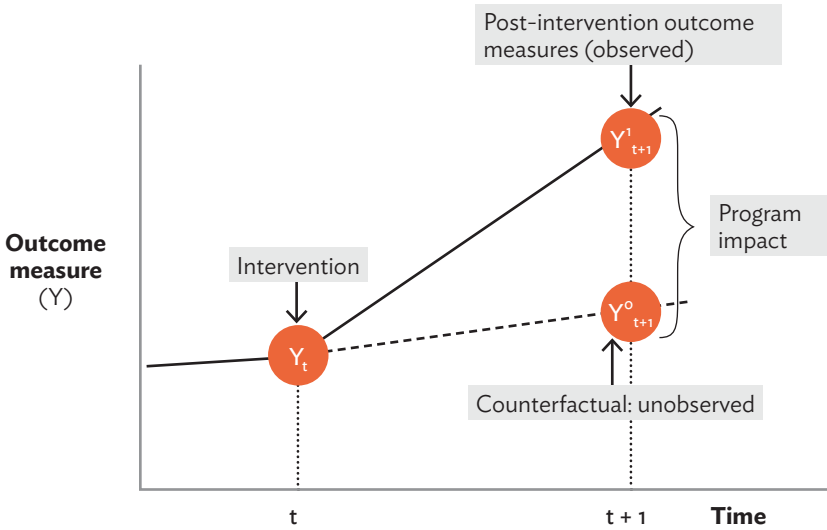 Post-intervention outcome
measures (observed)
Y¹ₜ₊₁
Program
impact
Outcome
measure
(Y)
Intervention
Yₜ
Y⁰ₜ₊₁
Counterfactual: unobserved
t
t + 1
Time